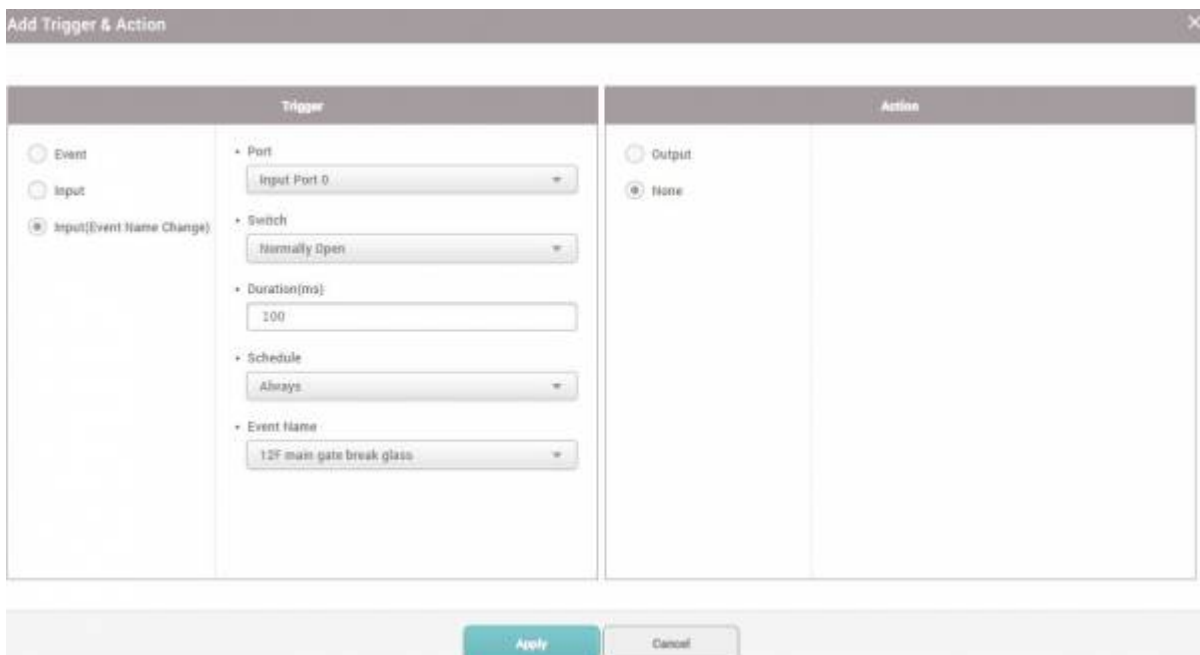 Add Trigger & Action
Trigger
Action
Event
Input
Input(Event Name Change)
Port
Input Port 0
Switch
Normally Open
Duration(ms)
100
Schedule
Always
Event Name
12F main gate break glass
Output
None
Apply
Cancel